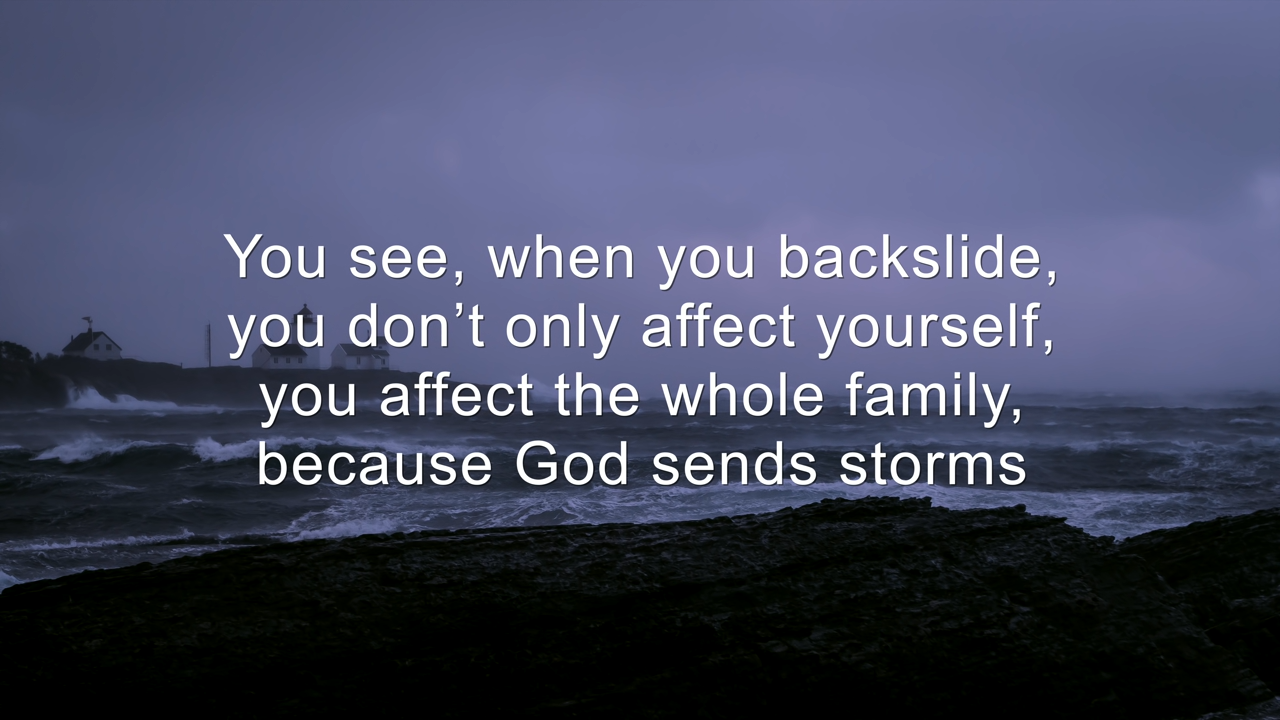 You see, when you backslide,
you don’t only affect yourself,
you affect the whole family,
because God sends storms